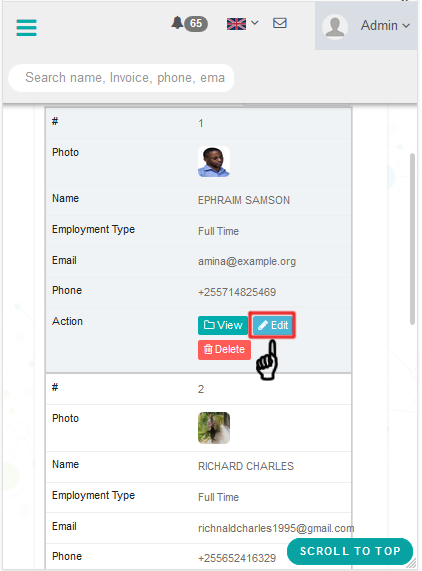 65
Admin
Search name, Invoice, phone, ema
# 1
Photo
Name EPHRAIM SAMSON
Employment Type Full Time
Email amina@example.org
Phone +255714825469
Action View Edit
Delete
# 2
Photo
Name RICHARD CHARLES
Employment Type Full Time
Email richnaldcharles1995@gmail.com
Phone +255652416329
SCROLL TO TOP